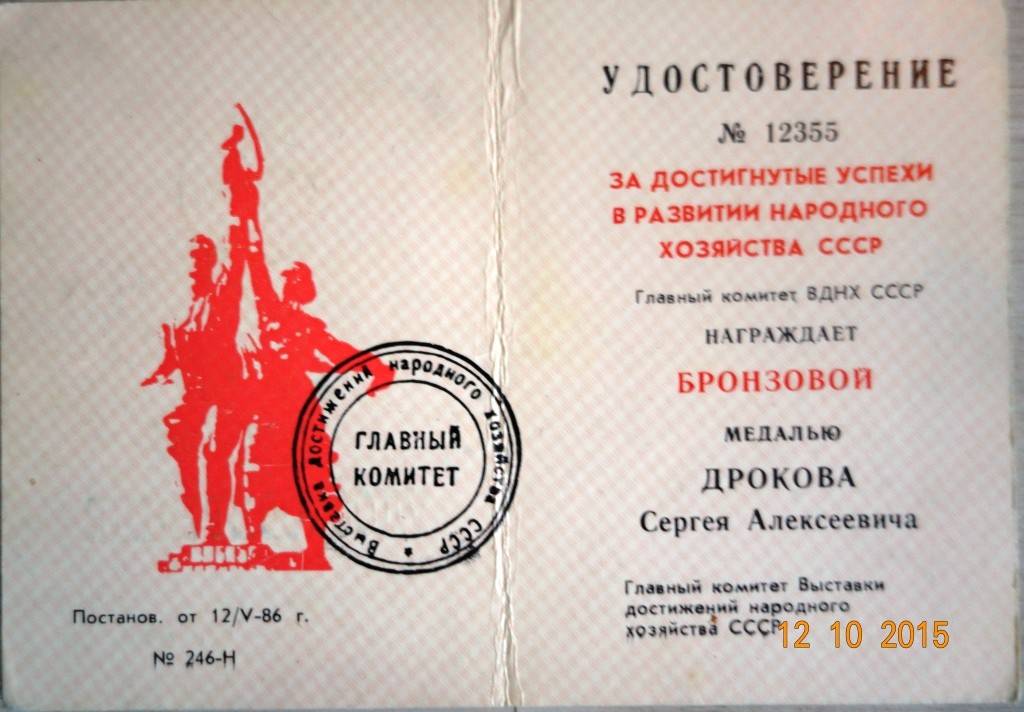 Постанов. от 12/V-86 г.
№ 246-Н
Выставка достижений народного хозяйства СССР *
ГЛАВНЫЙ
КОМИТЕТ
УДОСТОВЕРЕНИЕ
№ 12355
ЗА ДОСТИГНУТЫЕ УСПЕХИ
В РАЗВИТИИ НАРОДНОГО
ХОЗЯЙСТВА СССР
Главный комитет ВДНХ СССР
НАГРАЖДАЕТ
БРОНЗОВОЙ
МЕДАЛЬЮ
ДРОКОВА
Сергея Алексеевича
Главный комитет Выставки
достижений народного
хозяйства СССР
12 10 2015